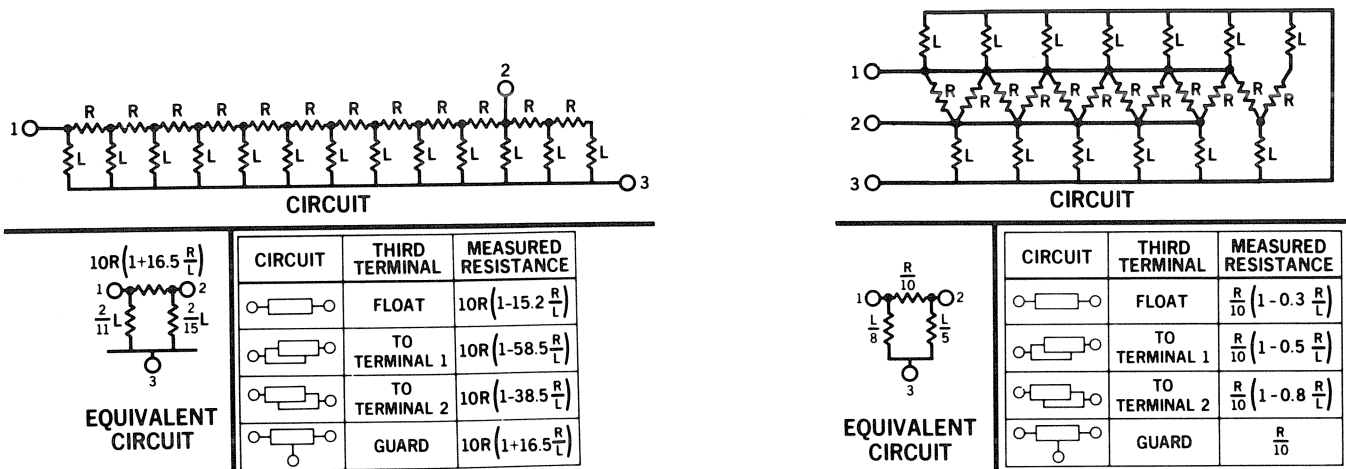 2
R R R R R R R R R R R R
1
L L L L L L L L L L L L L
3
CIRCUIT
10R(1+16.5 R/L)
1 2
2/11 L 2/15 L
3
EQUIVALENT
CIRCUIT
CIRCUIT THIRD TERMINAL MEASURED RESISTANCE
FLOAT 10R(1-15.2 R/L)
TO TERMINAL 1 10R(1-58.5 R/L)
TO TERMINAL 2 10R(1-38.5 R/L)
GUARD 10R(1+16.5 R/L)
L L L L L L L
1
R R R R R R R R R R R R
2
L L L L L L
3
CIRCUIT
R/10
1 2
L/8 L/5
3
EQUIVALENT
CIRCUIT
CIRCUIT THIRD TERMINAL MEASURED RESISTANCE
FLOAT R/10 (1-0.3 R/L)
TO TERMINAL 1 R/10 (1-0.5 R/L)
TO TERMINAL 2 R/10 (1-0.8 R/L)
GUARD R/10